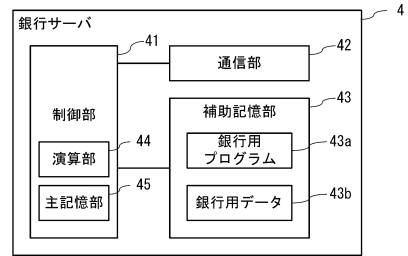 4
銀行サーバ
41
42
通信部
制御部
43
補助記憶部
44
演算部
銀行用
プログラム
43a
45
主記憶部
銀行用データ
43b